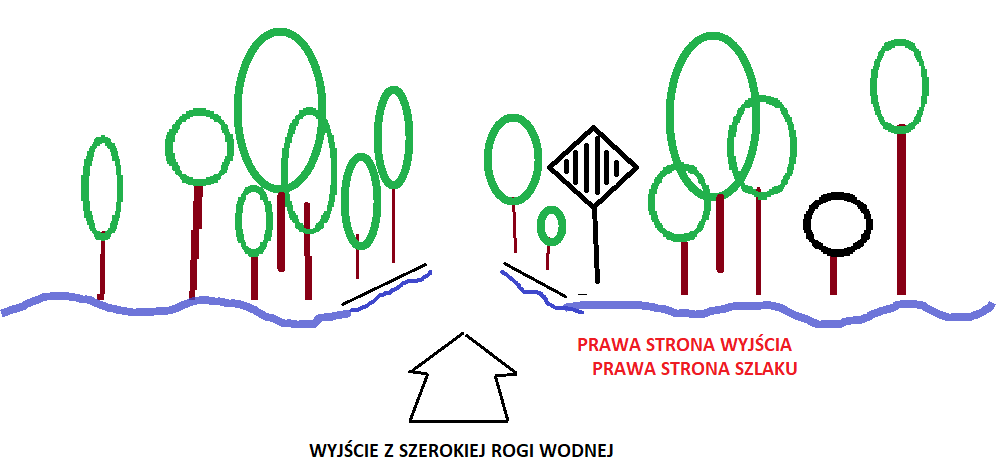 PRAWA STRONA WYJŚCIA
PRAWA STRONA SZLAKU
WYJŚCIE Z SZEROKIEJ ROGI WODNEJ